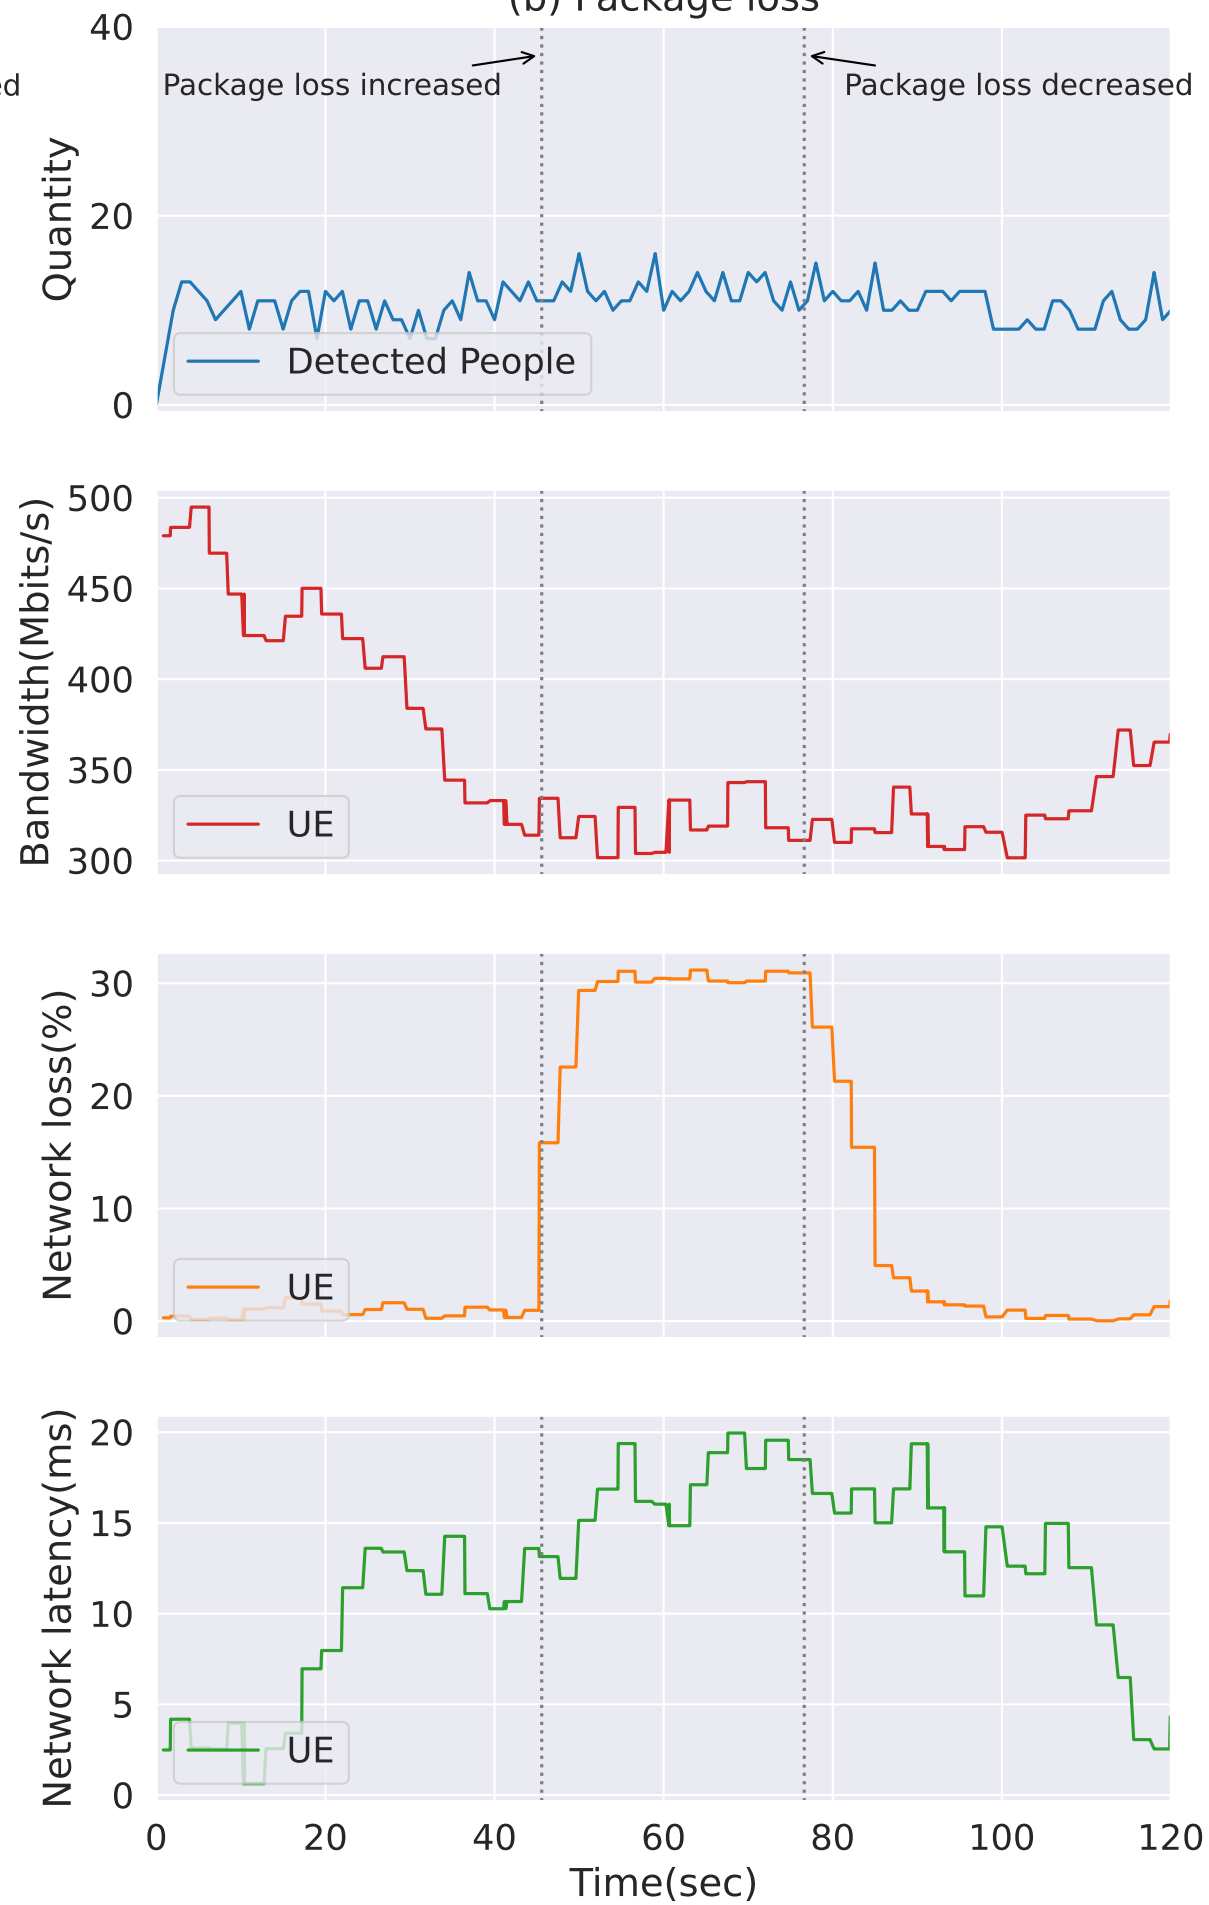 (b) Package loss
40
Package loss increased
Package loss decreased
Quantity
20
Detected People
0
500
Bandwidth(Mbits/s)
450
400
350
UE
300
30
Network loss(%)
20
10
UE
0
20
Network latency(ms)
15
10
5
UE
0
0 20 40 60 80 100 120
Time(sec)